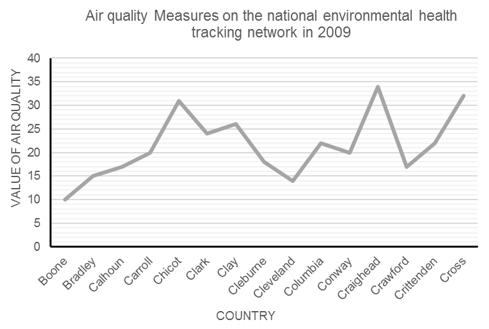 Air quality Measures on the national environmental health
tracking network in 2009
VALUE OF AIR QUALITY
40
35
30
25
20
15
10
5
0
Boone
Bradley
Calhoun
Carroll
Chicot
Clark
Clay
Cleburne
Cleveland
Columbia
Conway
Craighead
Crawford
Crittenden
Cross
COUNTRY